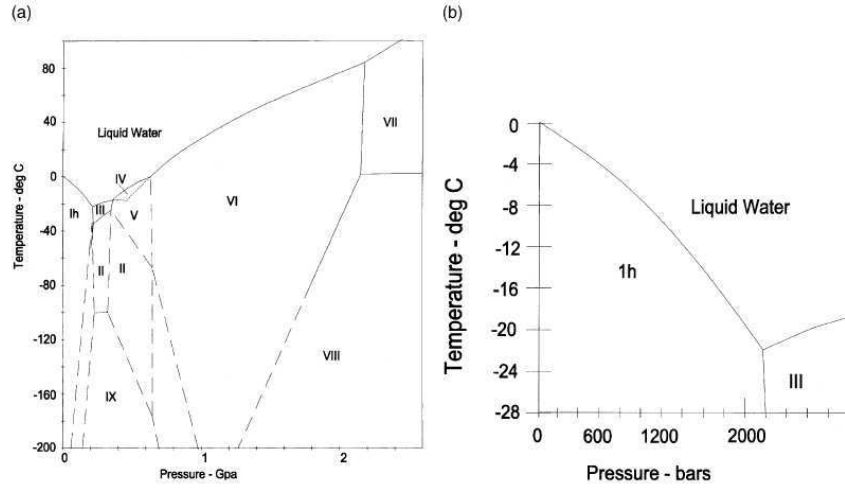 (a)
80
40
0
-40
-80
-120
-160
-200
Temperature - deg C
Liquid Water
Ih
III
IV
V
VI
VII
II
II
VIII
IX
0
1
2
Pressure - Gpa
(b)
0
-4
-8
-12
-16
-20
-24
-28
Temperature - deg C
Liquid Water
1h
III
0
600
1200
2000
Pressure - bars